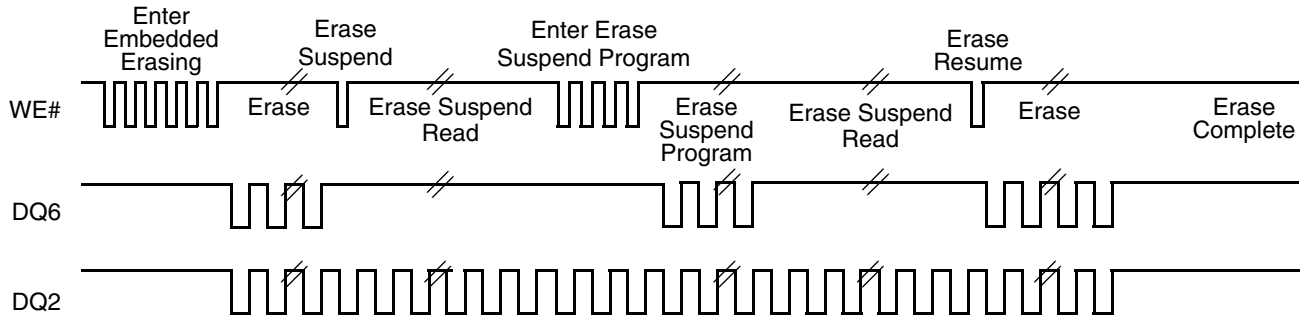 Enter
Embedded
Erasing
Erase
Suspend
Enter Erase
Suspend Program
Erase
Resume
WE#
Erase
Erase Suspend
Read
Erase
Suspend
Program
Erase Suspend
Read
Erase
Erase
Complete
DQ6
DQ2